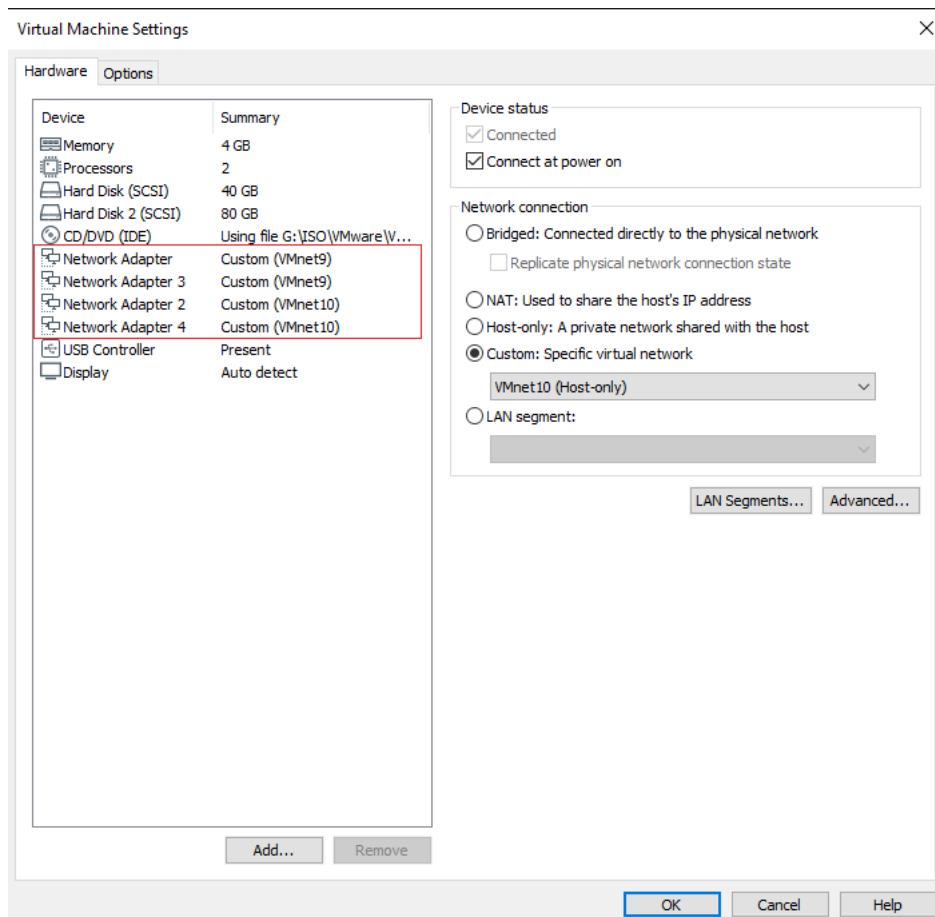 Virtual Machine Settings
Hardware Options
Device Summary
Memory 4 GB
Processors 2
Hard Disk (SCSI) 40 GB
Hard Disk 2 (SCSI) 80 GB
CD/DVD (IDE) Using file G:\ISO\VMware\V...
Network Adapter Custom (VMnet9)
Network Adapter 3 Custom (VMnet9)
Network Adapter 2 Custom (VMnet10)
Network Adapter 4 Custom (VMnet10)
USB Controller Present
Display Auto detect
Add... Remove
Device status
Connected
Connect at power on
Network connection
Bridged: Connected directly to the physical network
Replicate physical network connection state
NAT: Used to share the host's IP address
Host-only: A private network shared with the host
Custom: Specific virtual network
VMnet10 (Host-only)
LAN segment:
LAN Segments... Advanced...
OK Cancel Help